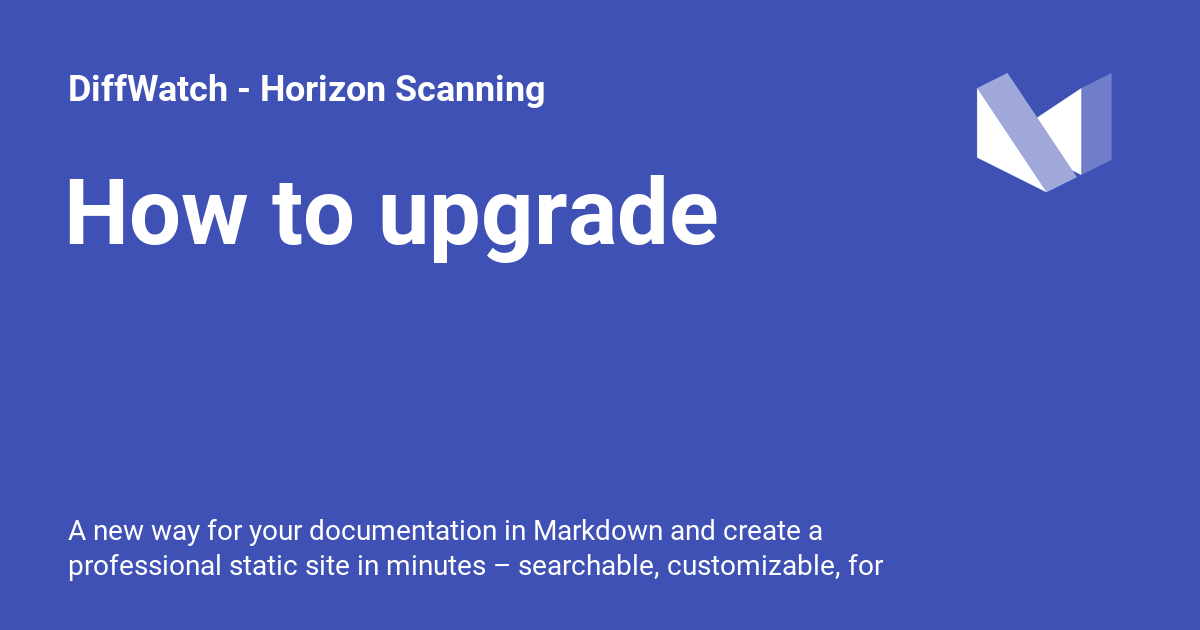 DiffWatch - Horizon Scanning
How to upgrade
A new way for your documentation in Markdown and create a
professional static site in minutes – searchable, customizable, for